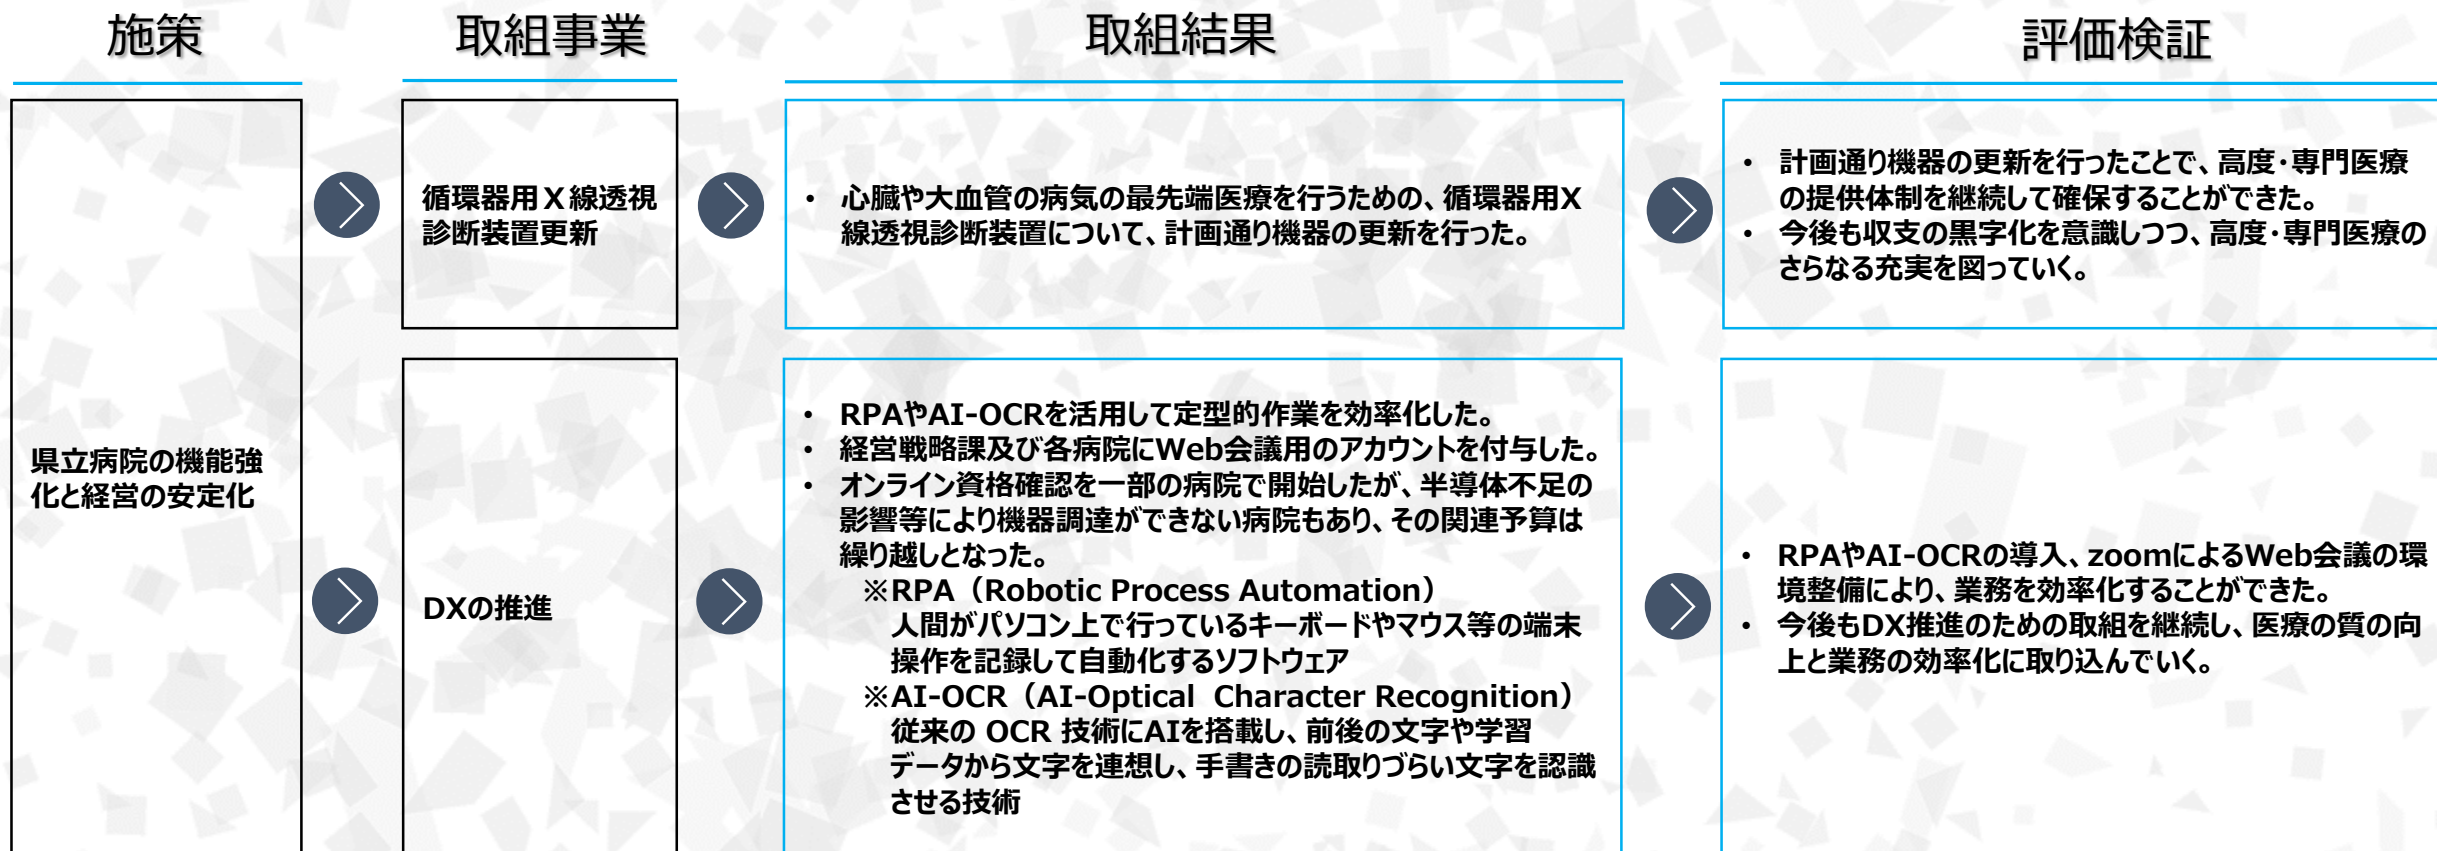 施策
取組事業
取組結果
評価検証
県立病院の機能強
化と経営の安定化
循環器用X線透視
診断装置更新
• 心臓や大血管の病気の最先端医療を行うための、循環器用X
線透視診断装置について、計画通り機器の更新を行った。
• 計画通り機器の更新を行ったことで、高度・専門医療
の提供体制を継続して確保することができた。
• 今後も収支の黒字化を意識しつつ、高度・専門医療の
さらなる充実を図っていく。
DXの推進
• RPAやAI-OCRを活用して定型的作業を効率化した。
• 経営戦略課及び各病院にWeb会議用のアカウントを付与した。
• オンライン資格確認を一部の病院で開始したが、半導体不足の
影響等により機器調達ができない病院もあり、その関連予算は
繰り越しとなった。
※RPA（Robotic Process Automation）
人間がパソコン上で行っているキーボードやマウス等の端末
操作を記録して自動化するソフトウェア
※AI-OCR（AI-Optical Character Recognition）
従来の OCR 技術にAIを搭載し、前後の文字や学習
データから文字を連想し、手書きの読取りづらい文字を認識
させる技術
• RPAやAI-OCRの導入、zoomによるWeb会議の環
境整備により、業務を効率化することができた。
• 今後もDX推進のための取組を継続し、医療の質の向
上と業務の効率化に取り込んでいく。